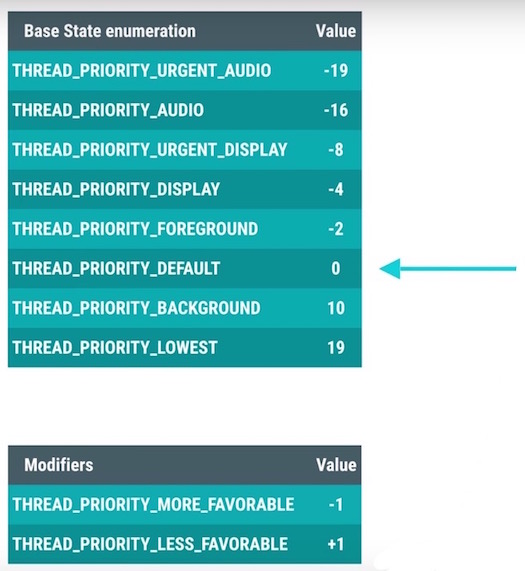 Base State enumeration Value
THREAD_PRIORITY_URGENT_AUDIO -19
THREAD_PRIORITY_AUDIO -16
THREAD_PRIORITY_URGENT_DISPLAY -8
THREAD_PRIORITY_DISPLAY -4
THREAD_PRIORITY_FOREGROUND -2
THREAD_PRIORITY_DEFAULT 0
THREAD_PRIORITY_BACKGROUND 10
THREAD_PRIORITY_LOWEST 19
Modifiers Value
THREAD_PRIORITY_MORE_FAVORABLE -1
THREAD_PRIORITY_LESS_FAVORABLE +1